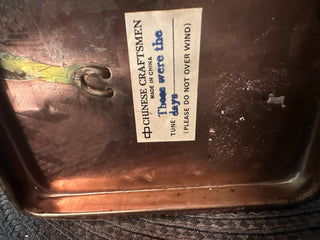 CHINESE CRAFTSMEN
MADE IN CHINA
These were the
TUNE days
(PLEASE DO NOT OVER WIND)